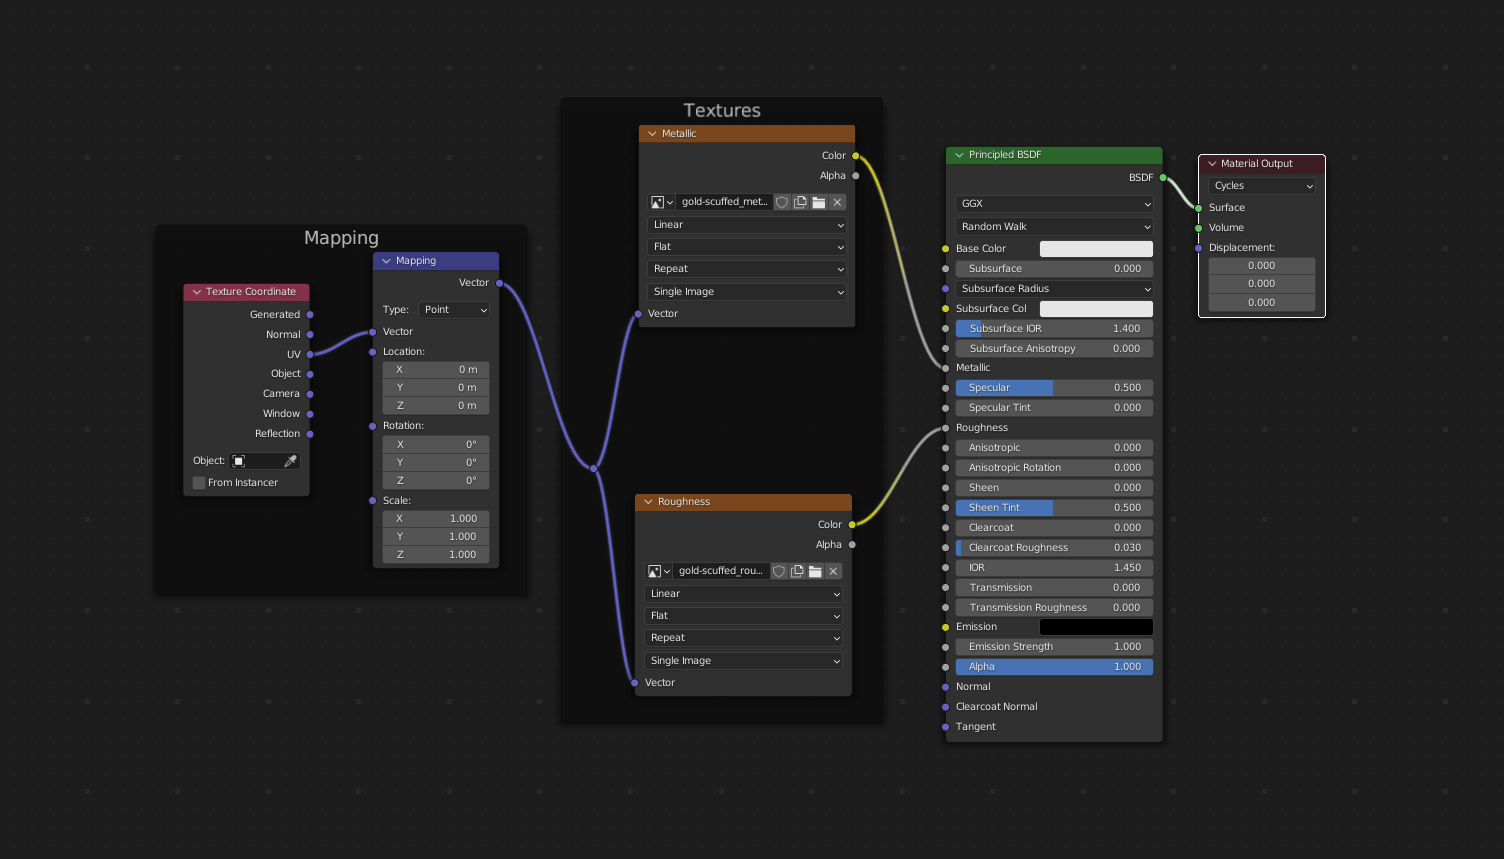 Mapping
Texture Coordinate
Generated
Normal
UV
Object
Camera
Window
Reflection
Object:
From Instancer
Mapping
Vector
Type: Point
Vector
Location:
X 0 m
Y 0 m
Z 0 m
Rotation:
X 0°
Y 0°
Z 0°
Scale:
X 1.000
Y 1.000
Z 1.000
Textures
Metallic
Color
Alpha
gold-scuffed_met...
Linear
Flat
Repeat
Single Image
Vector
Roughness
Color
Alpha
gold-scuffed_rou...
Linear
Flat
Repeat
Single Image
Vector
Principled BSDF
BSDF
GGX
Random Walk
Base Color
Subsurface 0.000
Subsurface Radius
Subsurface Col
Subsurface IOR 1.400
Subsurface Anisotropy 0.000
Metallic
Specular 0.500
Specular Tint 0.000
Roughness
Anisotropic 0.000
Anisotropic Rotation 0.000
Sheen 0.000
Sheen Tint 0.500
Clearcoat 0.000
Clearcoat Roughness 0.030
IOR 1.450
Transmission 0.000
Transmission Roughness 0.000
Emission
Emission Strength 1.000
Alpha 1.000
Normal
Clearcoat Normal
Tangent
Material Output
Cycles
Surface
Volume
Displacement:
0.000
0.000
0.000